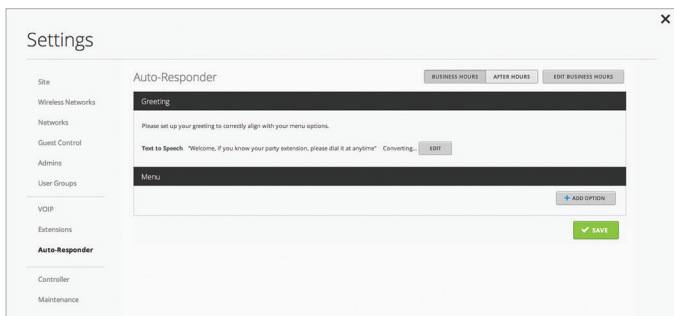 Settings
Site
Wireless Networks
Networks
Guest Control
Admins
User Groups
VOIP
Extensions
Auto-Responder
Controller
Maintenance
Auto-Responder
BUSINESS HOURS AFTER HOURS EDIT BUSINESS HOURS
Greeting
Please set up your greeting to correctly align with your menu options.
Text to Speech "Welcome, if you know your party extension, please dial it at anytime" Converting... EDIT
Menu
+ ADD OPTION
SAVE